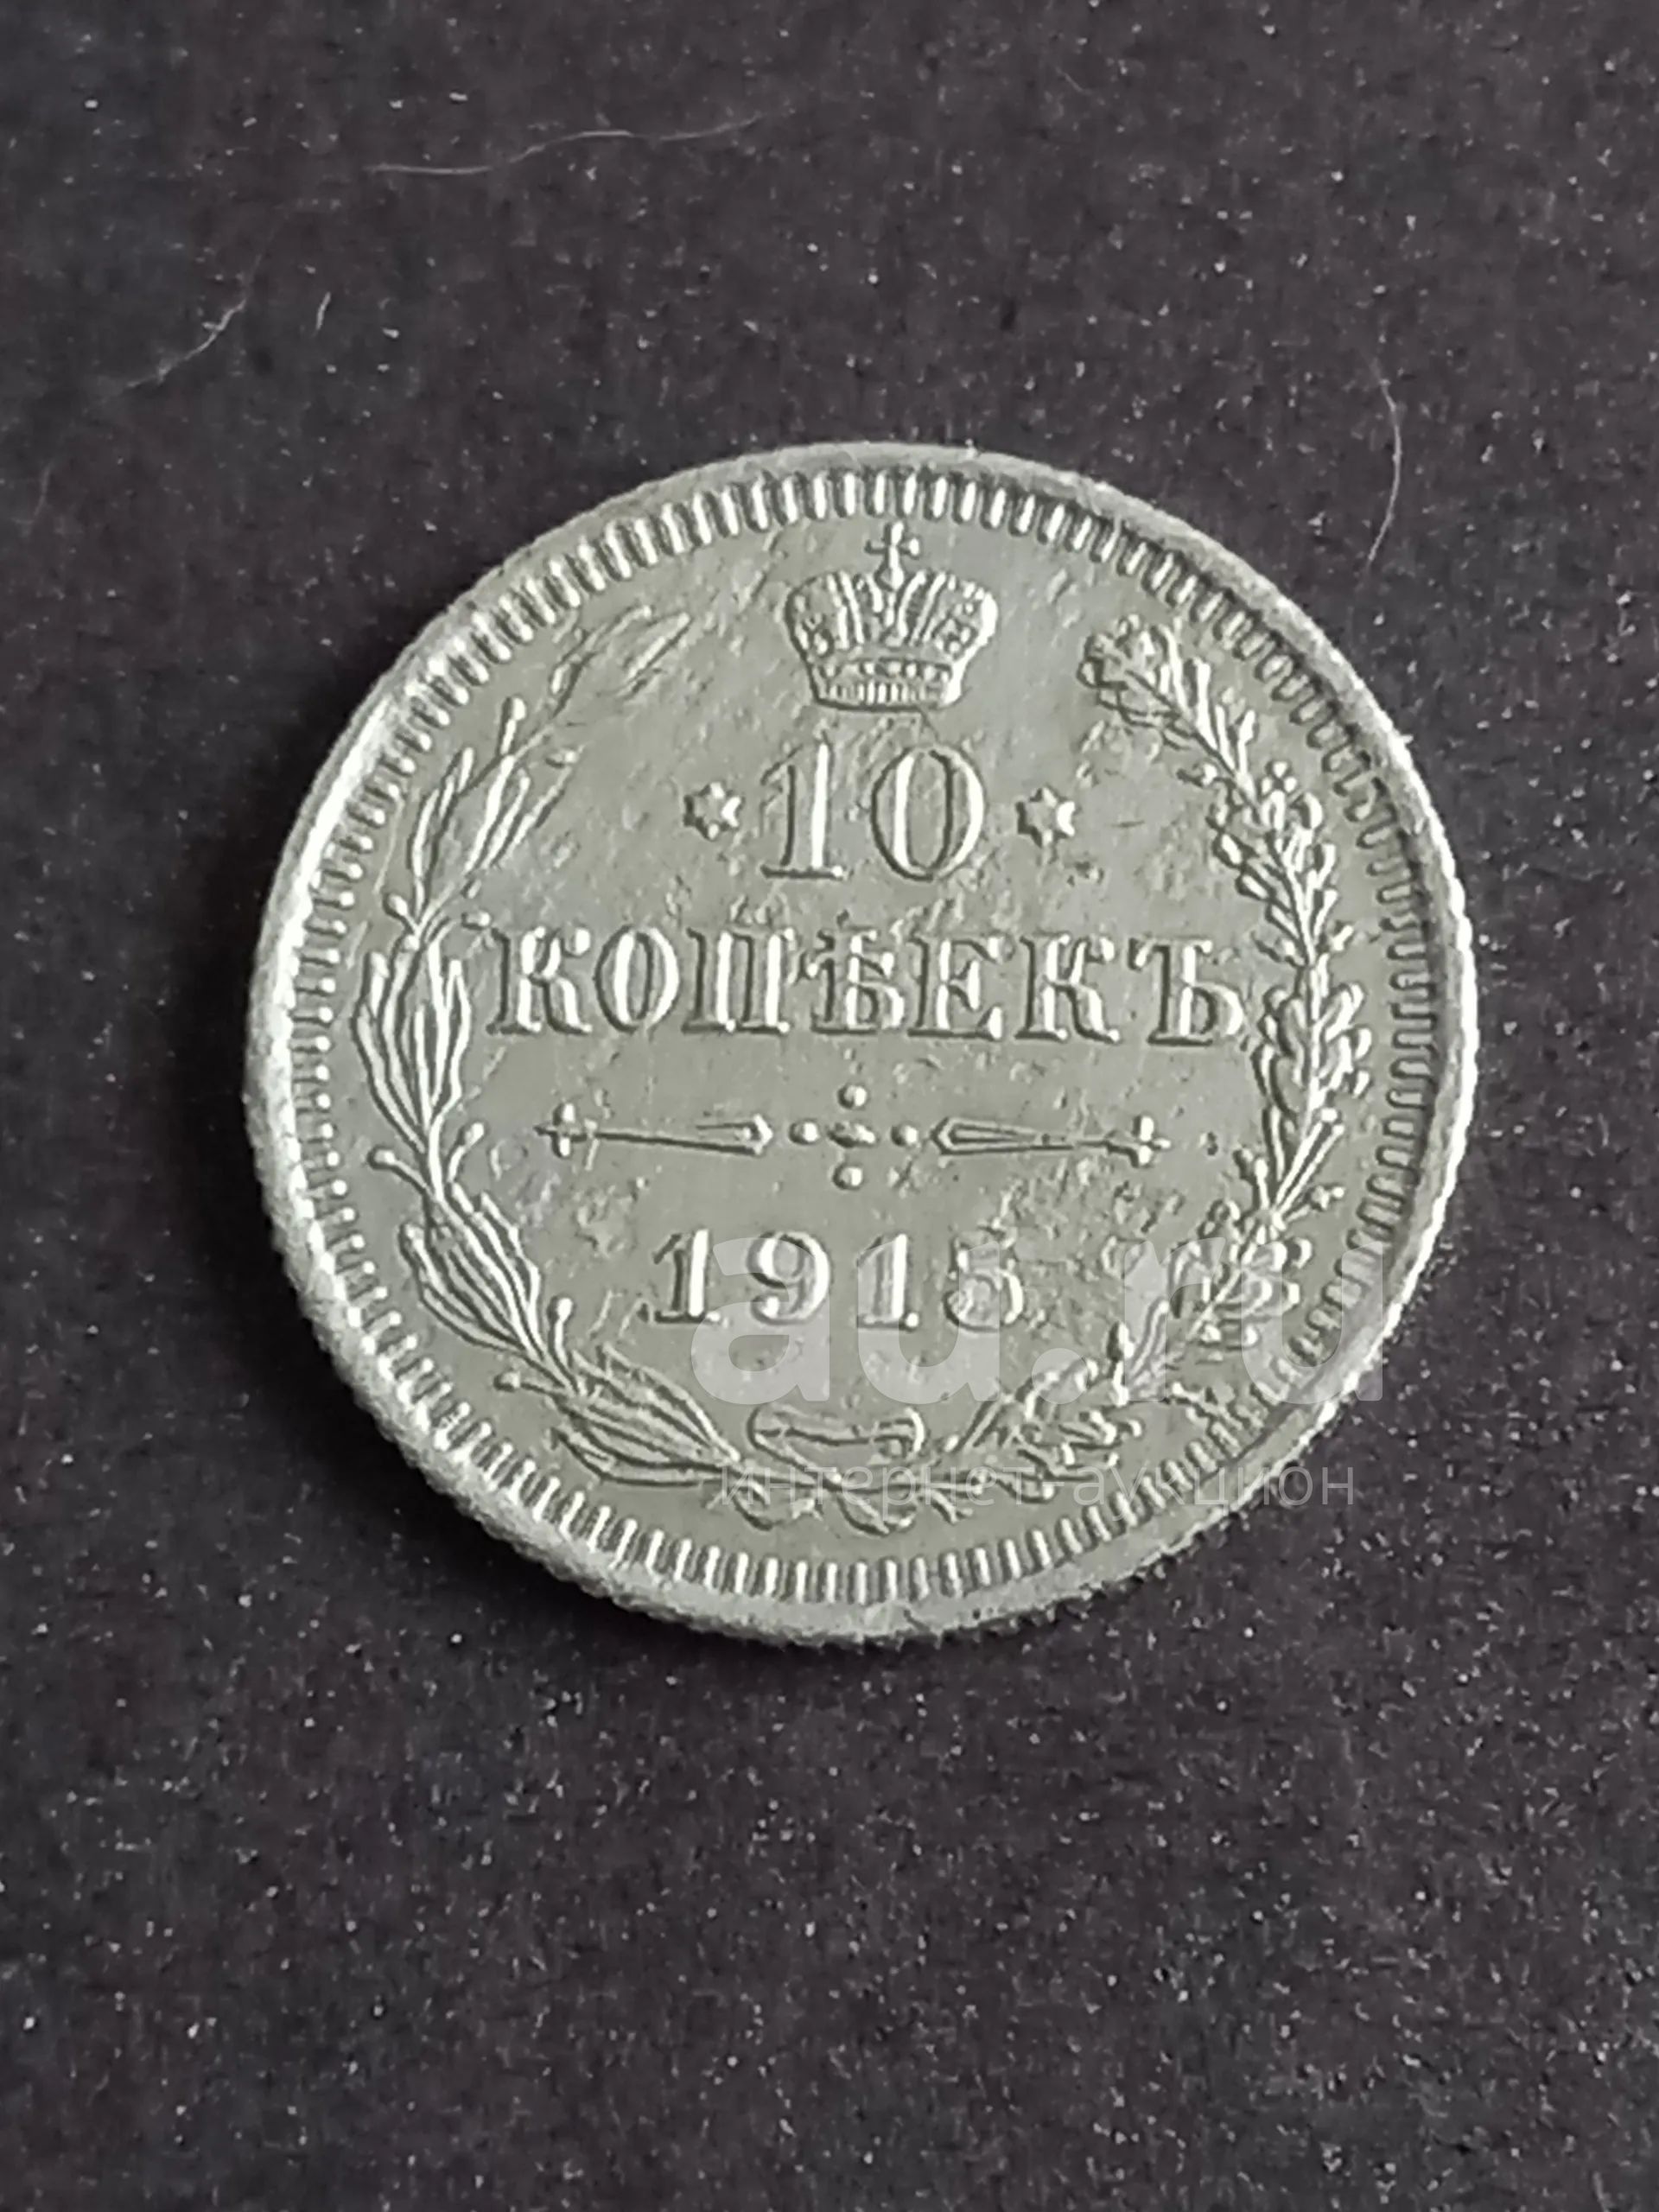 10
КОПѢЕКЪ
1915
au.ru
интернет аукцион